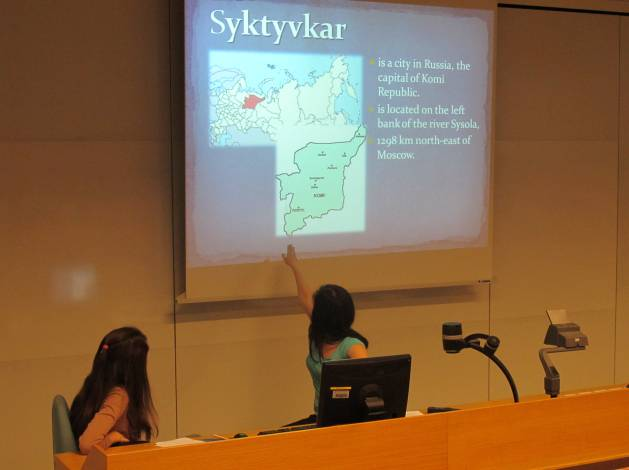 Syktyvkar
is a city in Russia, the
capital of Komi
Republic.
is located on the left
bank of the river Sysola,
1298 km north-east of
Moscow.
KOMI